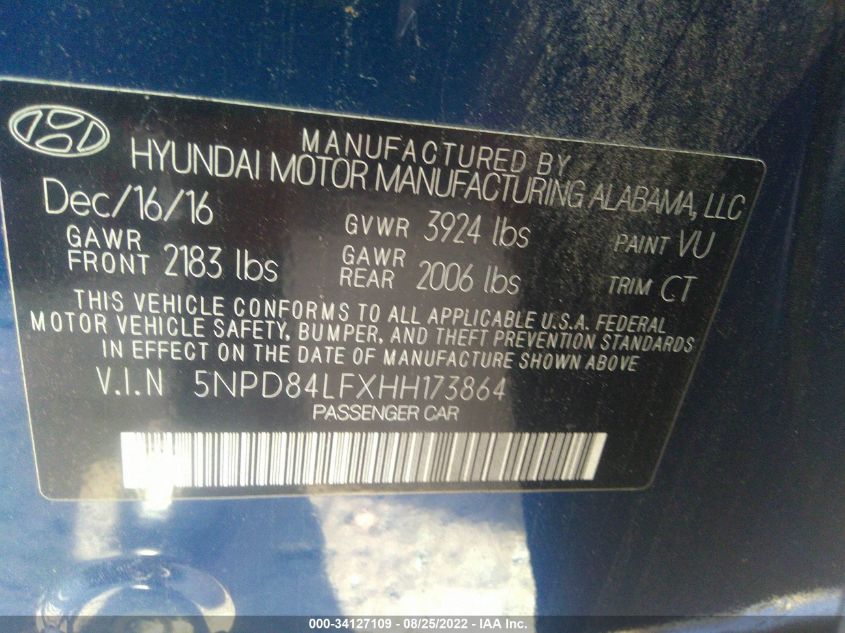 MANUFACTURED BY
HYUNDAI MOTOR MANUFACTURING ALABAMA, LLC
Dec/16/16 GVWR 3924 lbs PAINT VU
GAWR FRONT 2183 lbs GAWR REAR 2006 lbs TRIM CT
THIS VEHICLE CONFORMS TO ALL APPLICABLE U.S.A. FEDERAL
MOTOR VEHICLE SAFETY, BUMPER, AND THEFT PREVENTION STANDARDS
IN EFFECT ON THE DATE OF MANUFACTURE SHOWN ABOVE
V.I.N 5NPD84LFXHH173864
PASSENGER CAR
000-34127109 - 08/25/2022 - IAA Inc.